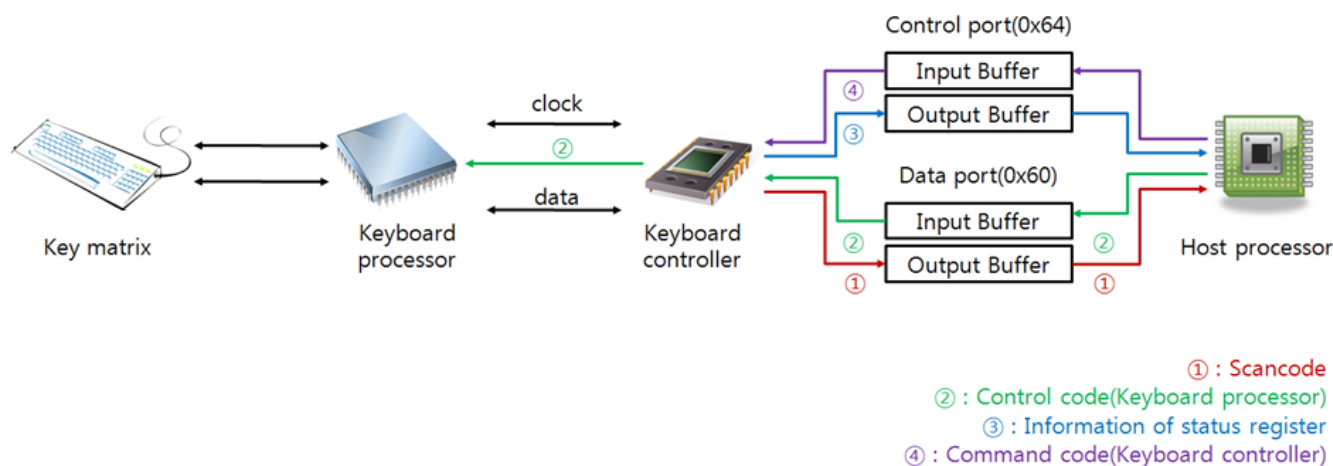 Control port(0x64)
Input Buffer
④
Output Buffer
③
clock
②
data
Data port(0x60)
Input Buffer
②
②
Output Buffer
①
①
Key matrix
Keyboard
processor
Keyboard
controller
Host processor
① : Scancode
② : Control code(Keyboard processor)
③ : Information of status register
④ : Command code(Keyboard controller)